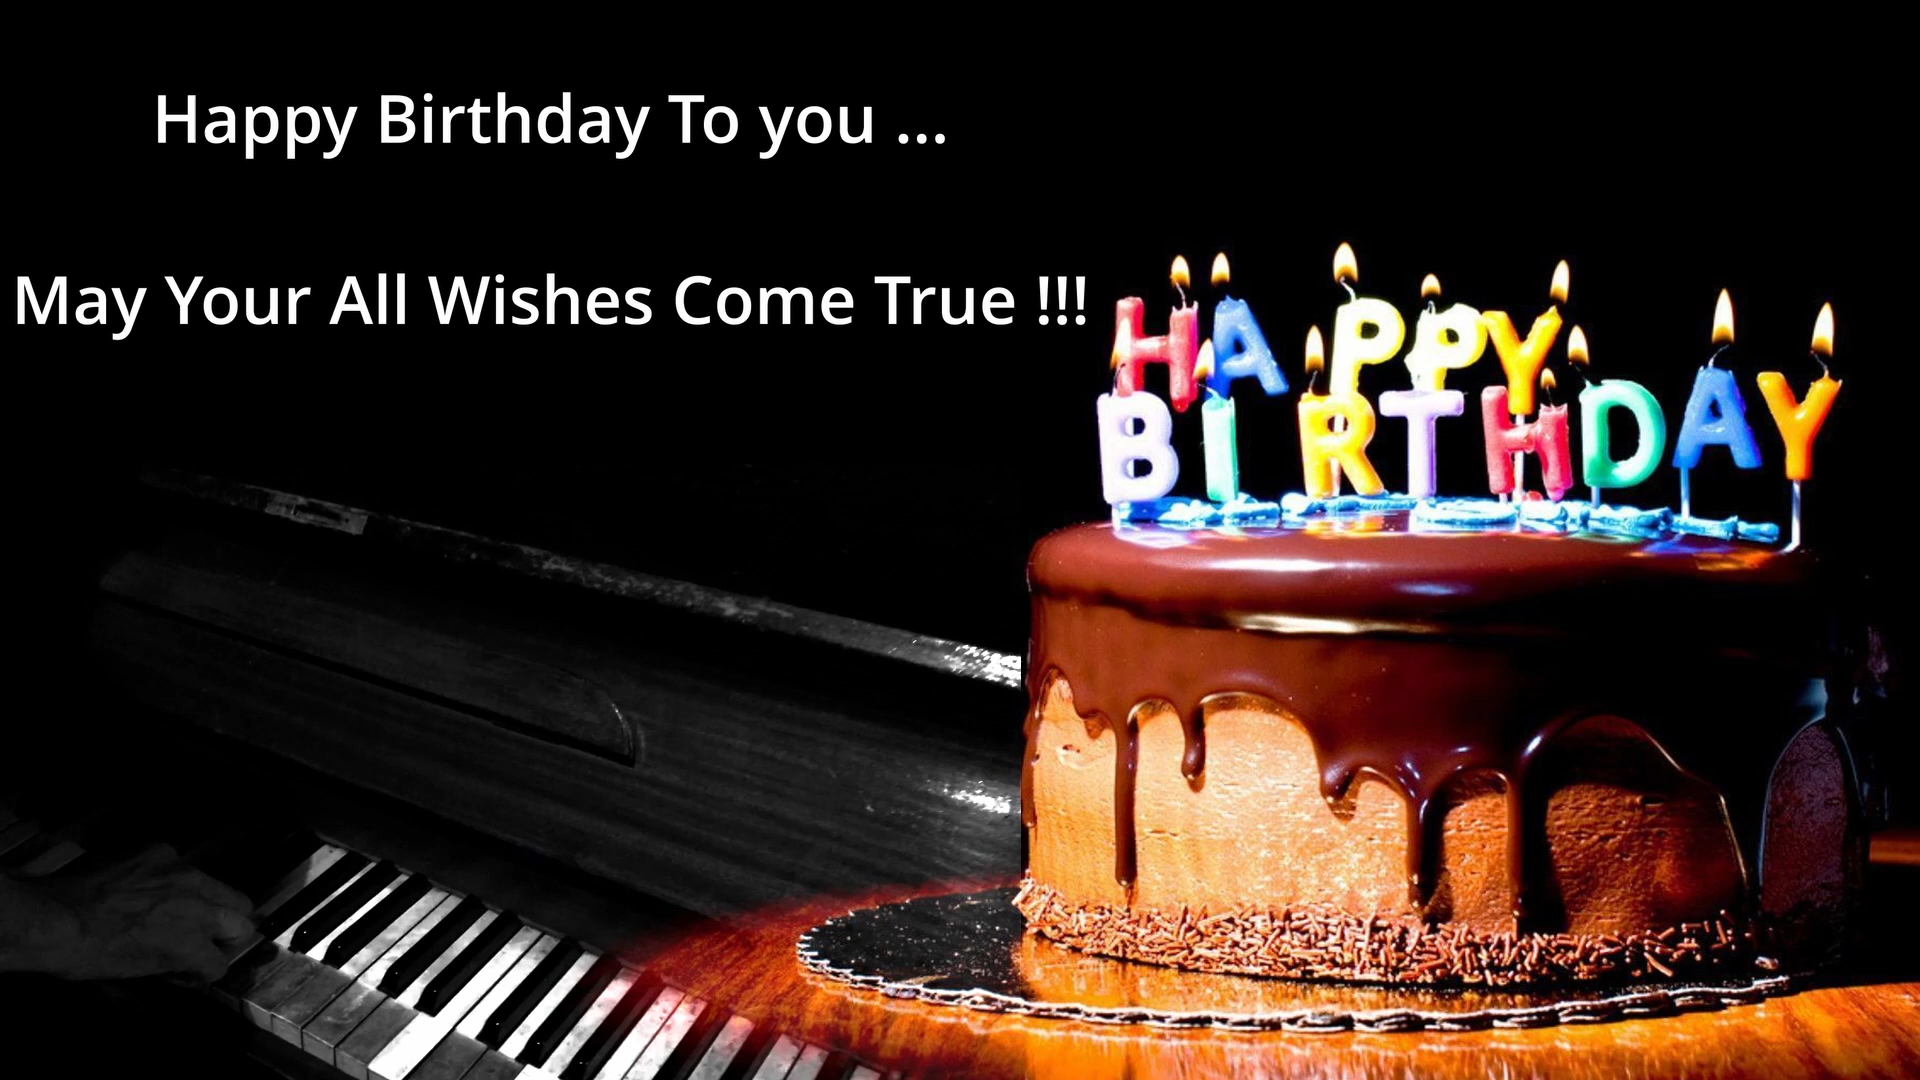 Happy Birthday To you ...
May Your All Wishes Come True !!!
HAPPY
BIRTHDAY